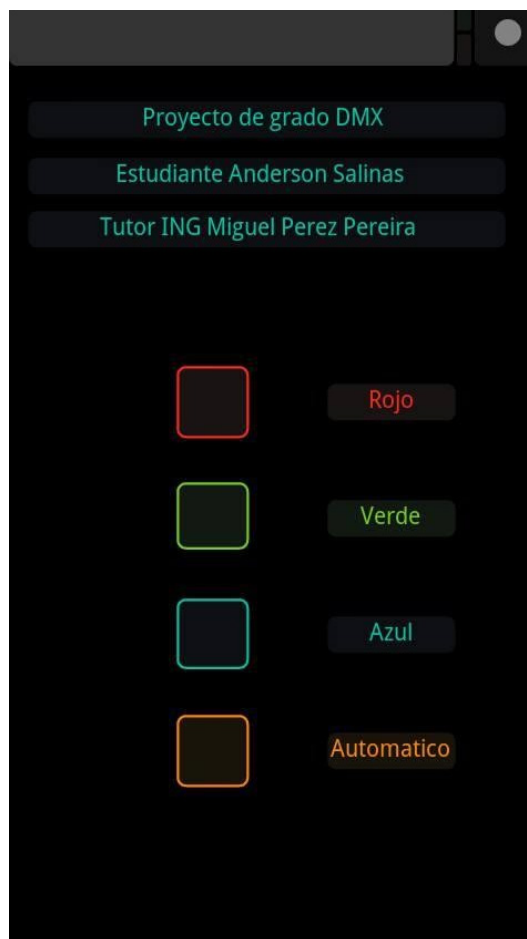 Proyecto de grado DMX
Estudiante Anderson Salinas
Tutor ING Miguel Perez Pereira
Rojo
Verde
Azul
Automatico